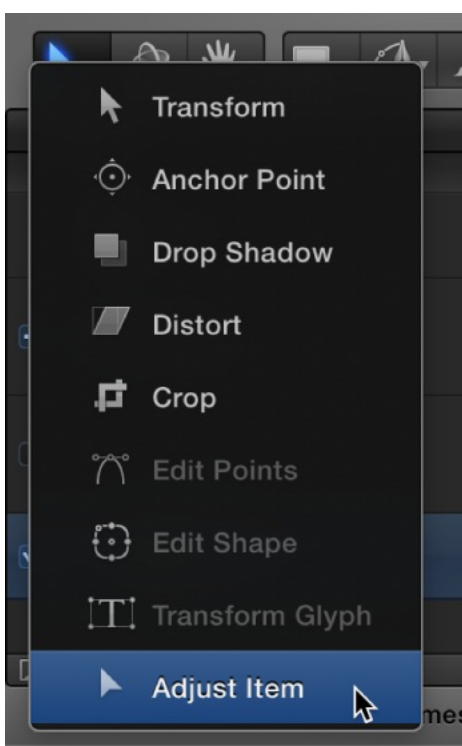 Transform
Anchor Point
Drop Shadow
Distort
Crop
Edit Points
Edit Shape
Transform Glyph
Adjust Item